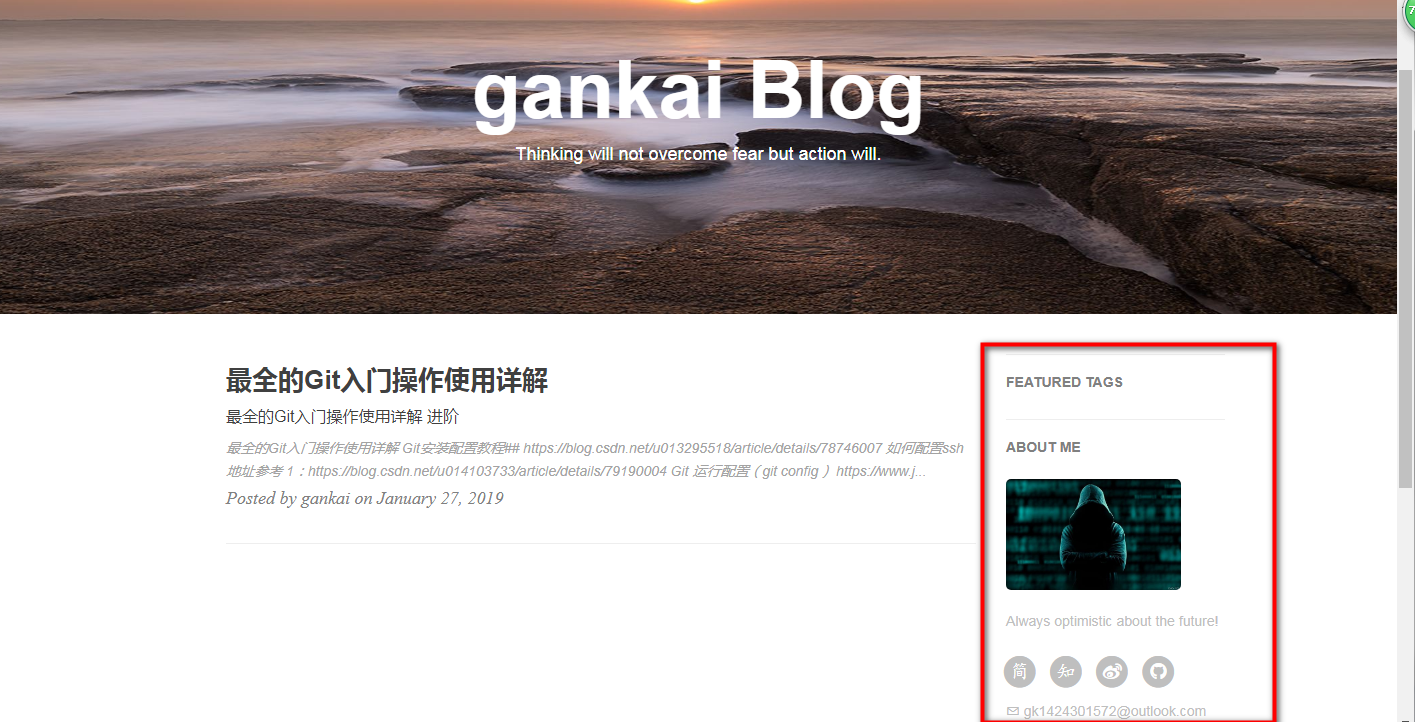 gankai Blog
Thinking will not overcome fear but action will.
最全的Git入门操作使用详解
最全的Git入门操作使用详解 进阶
最全的Git入门操作使用详解 Git安装配置教程## https://blog.csdn.net/u013295518/article/details/78746007 如何配置ssh
地址参考 1：https://blog.csdn.net/u014103733/article/details/79190004 Git 运行配置 ( git config ) https://www.j...
Posted by gankai on January 27, 2019
FEATURED TAGS
ABOUT ME
Always optimistic about the future!
简 知
gk1424301572@outlook.com